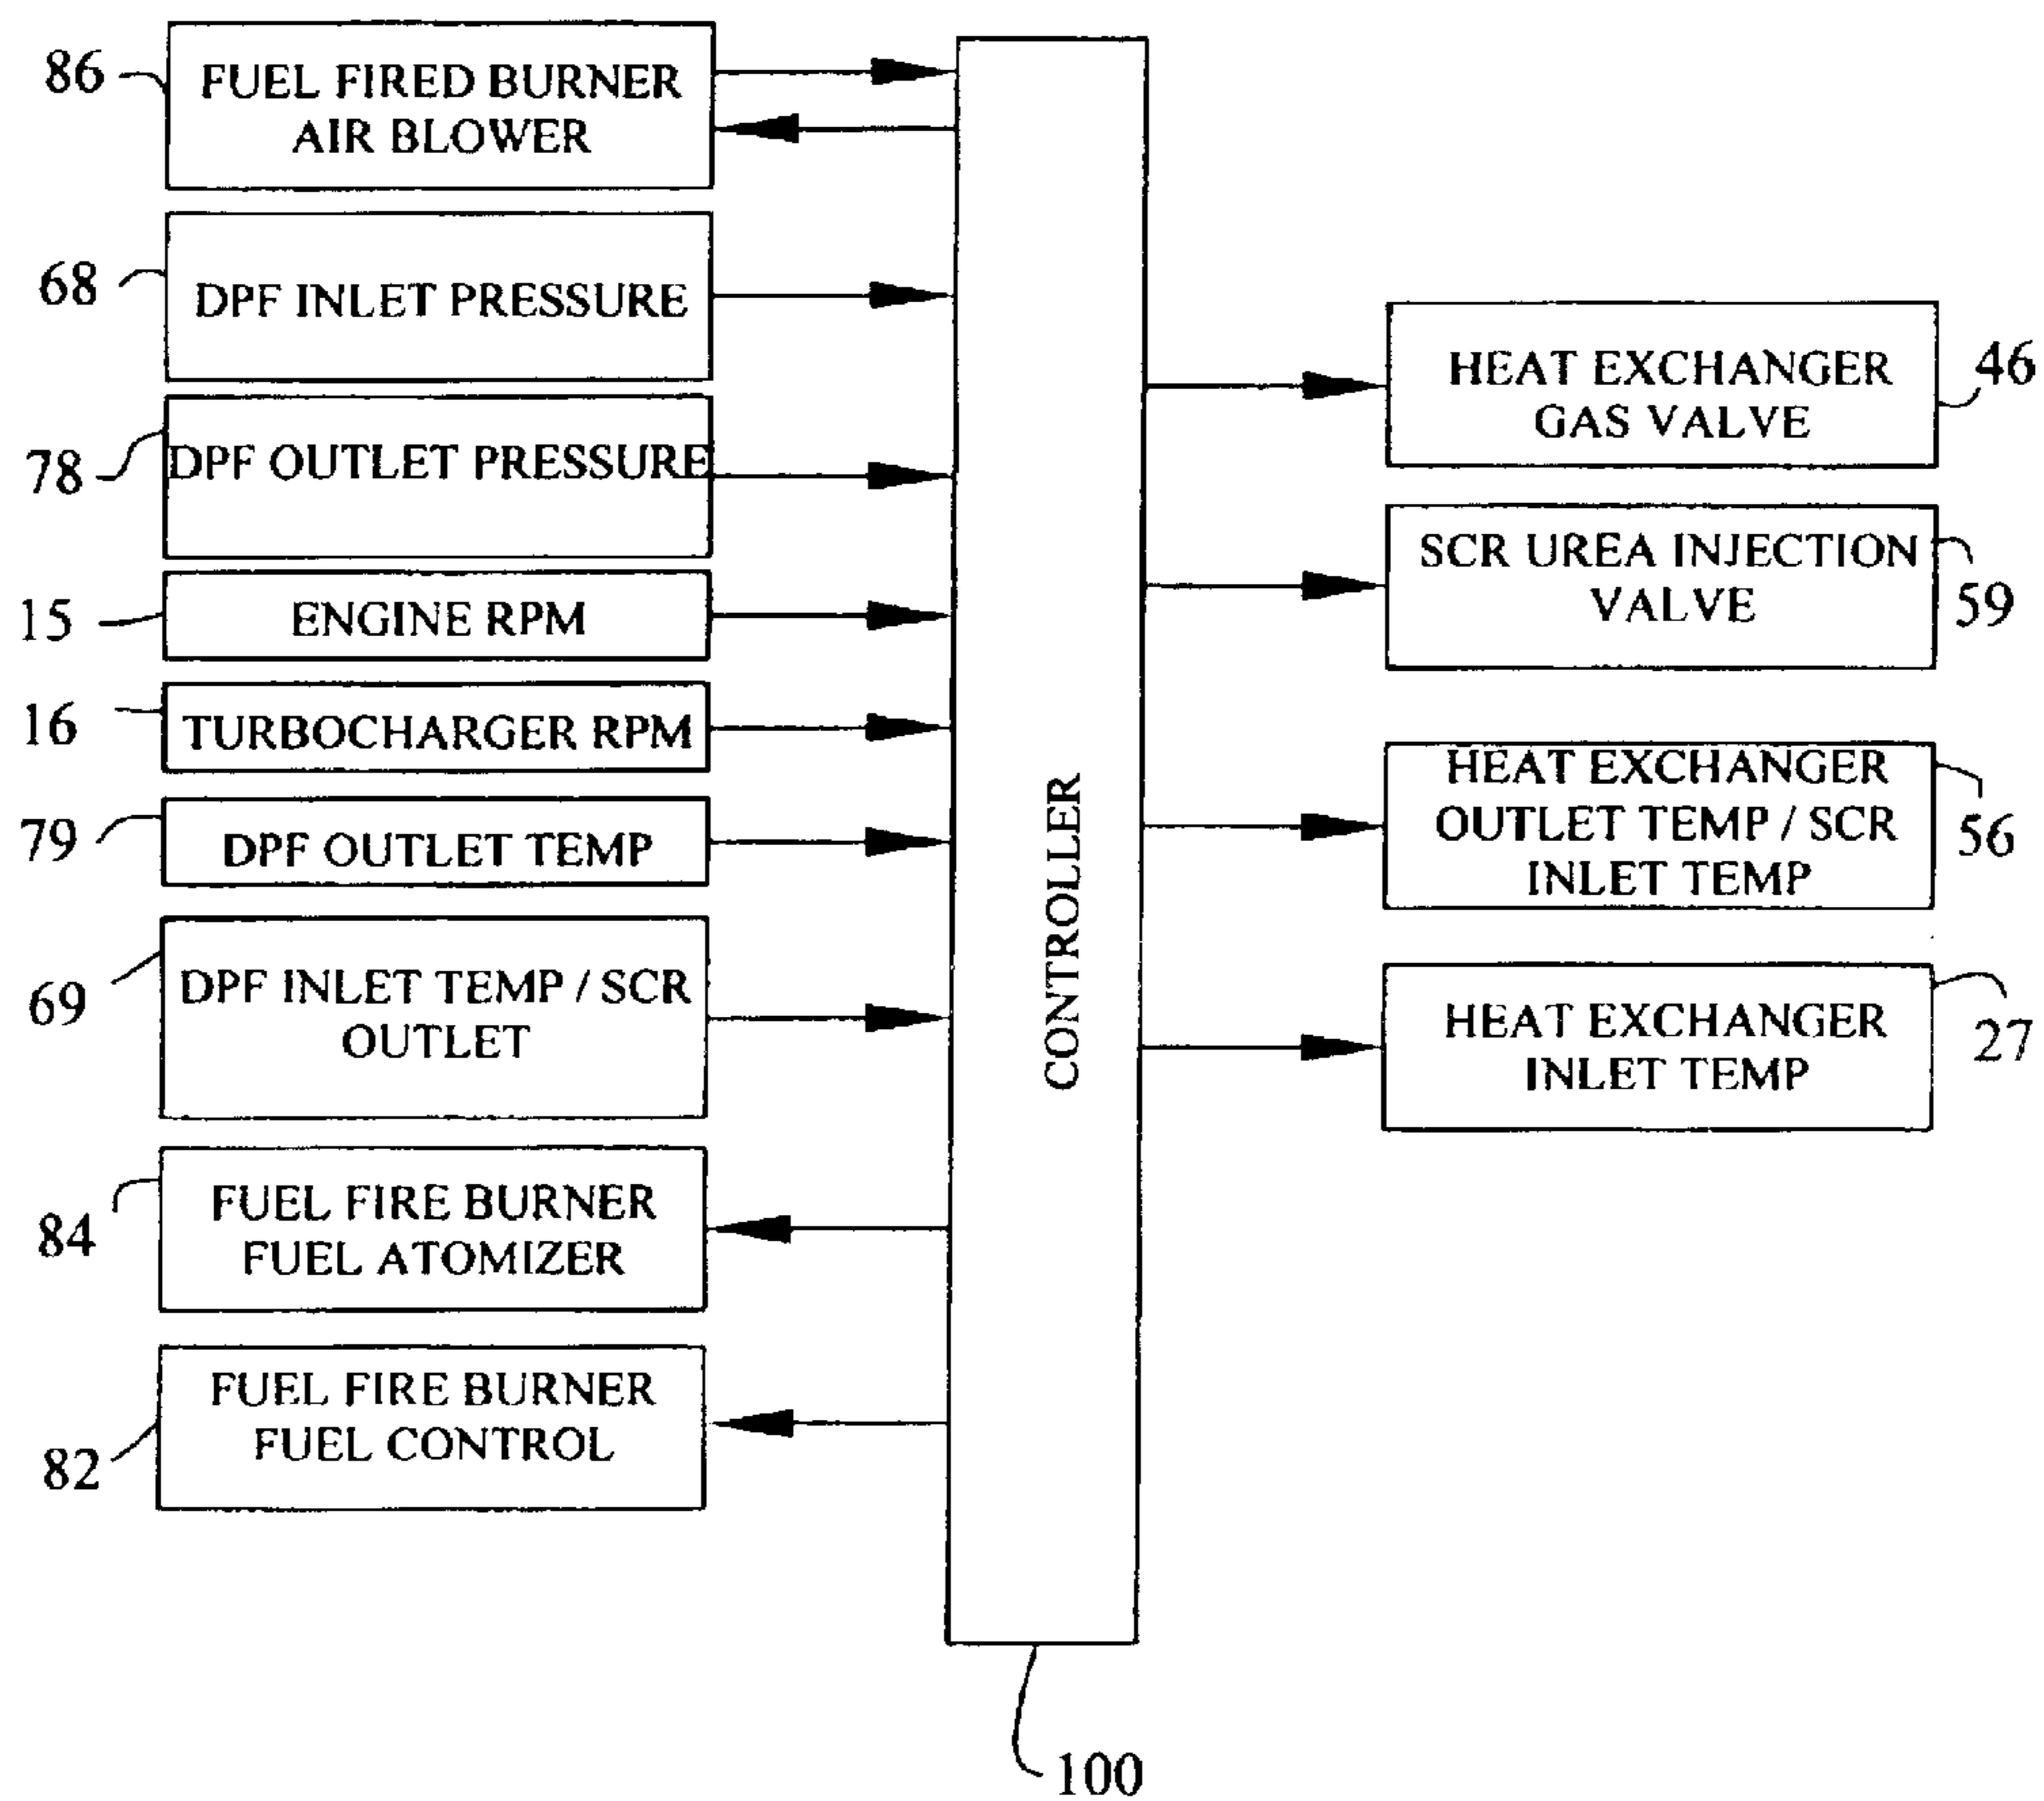 86
FUEL FIRED BURNER
AIR BLOWER
68
DPF INLET PRESSURE
78
DPF OUTLET PRESSURE
15
ENGINE RPM
16
TURBOCHARGER RPM
79
DPF OUTLET TEMP
69
DPF INLET TEMP / SCR
OUTLET
84
FUEL FIRE BURNER
FUEL ATOMIZER
82
FUEL FIRE BURNER
FUEL CONTROL
CONTROLLER
100
HEAT EXCHANGER
GAS VALVE
46
SCR UREA INJECTION
VALVE
59
HEAT EXCHANGER
OUTLET TEMP / SCR
INLET TEMP
56
HEAT EXCHANGER
INLET TEMP
27